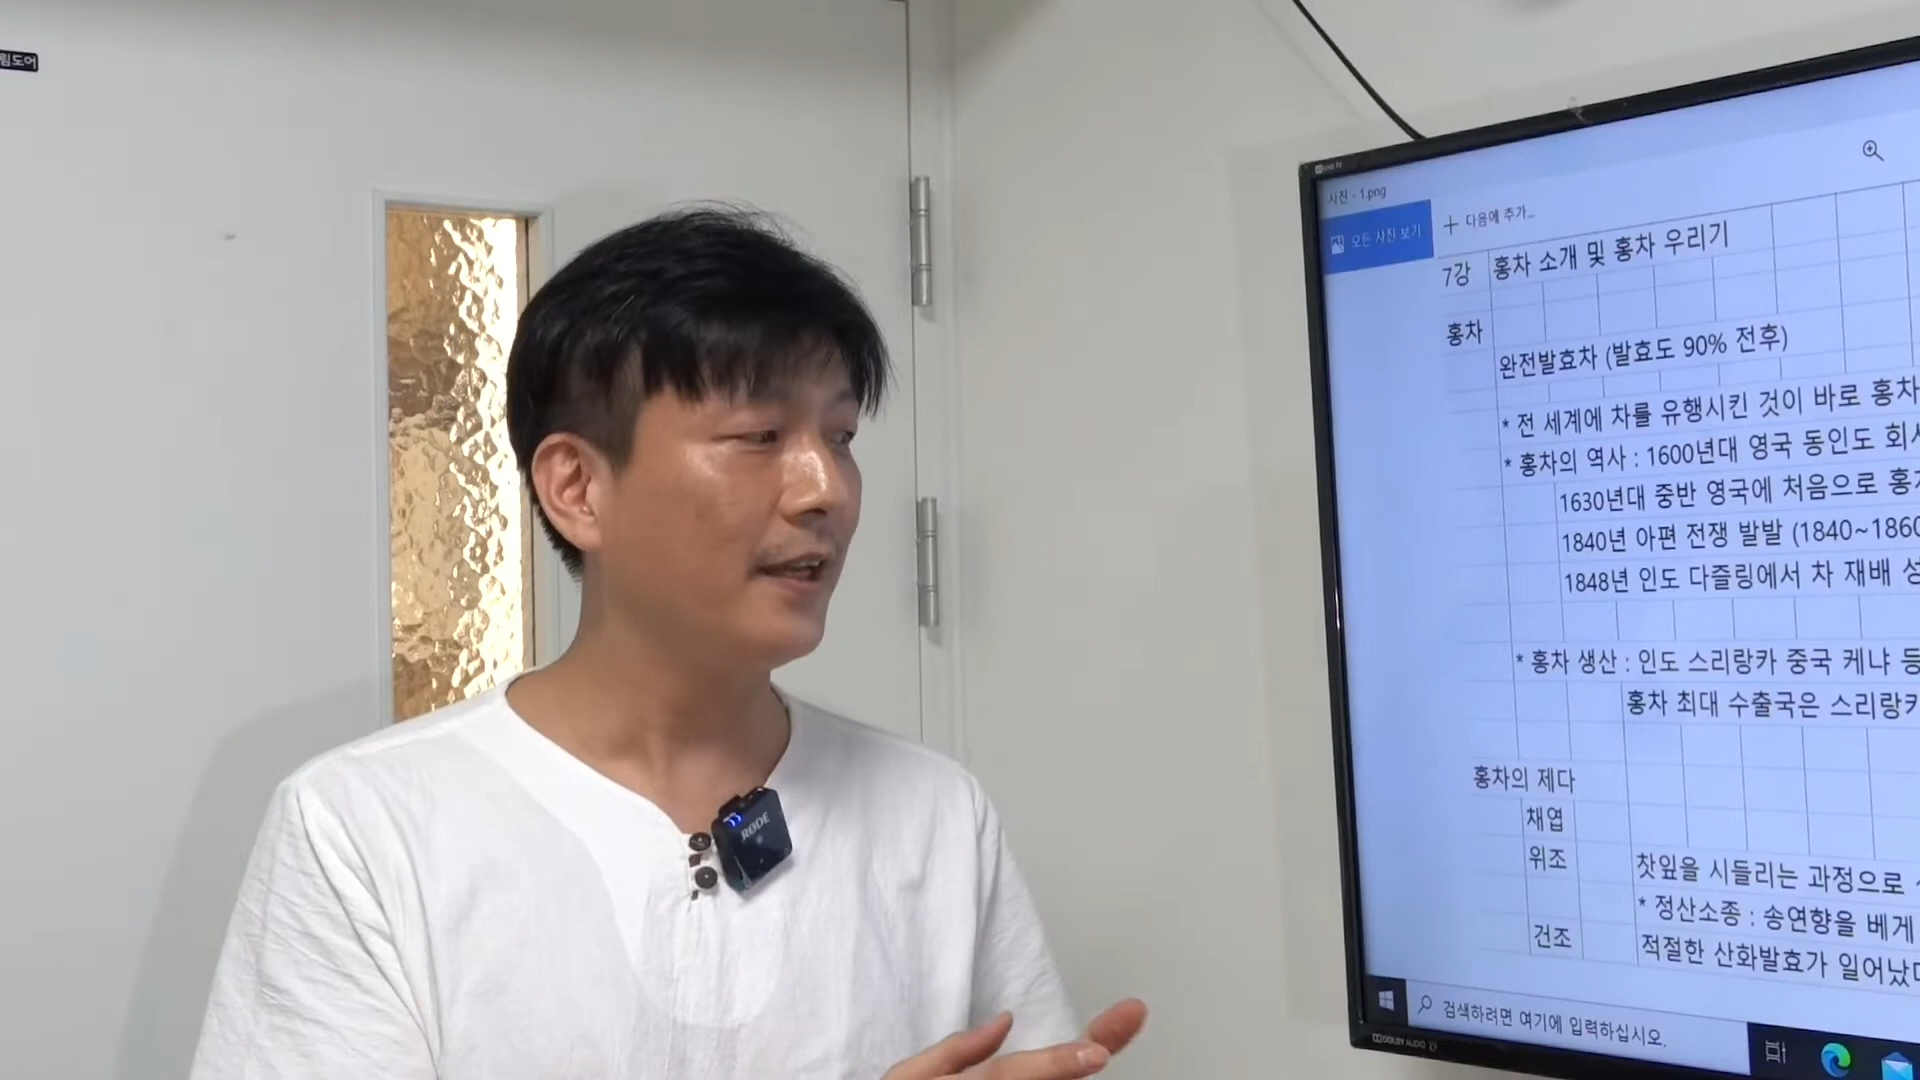 림도어
사진 - 1.png
모든 사진 보기
다음에 추가...
7강 홍차 소개 및 홍차 우리기
홍차
완전발효차 (발효도 90% 전후)
* 전 세계에 차를 유행시킨 것이 바로 홍차
* 홍차의 역사 : 1600년대 영국 동인도
1630년대 중반 영국에 처음으로
1840년 아편 전쟁 발발 (1840~1860
1848년 인도 다즐링에서 차 재배
* 홍차 생산 : 인도 스리랑카 중국 케냐 등
홍차 최대 수출국은 스리랑카
홍차의 제다
채엽
위조 찻잎을 시들리는 과정으로
* 정산소종 : 송연향을 베게
건조 적절한 산화발효가
검색하려면 여기에 입력하십시오.
DOLBY AUDIO
RØDE